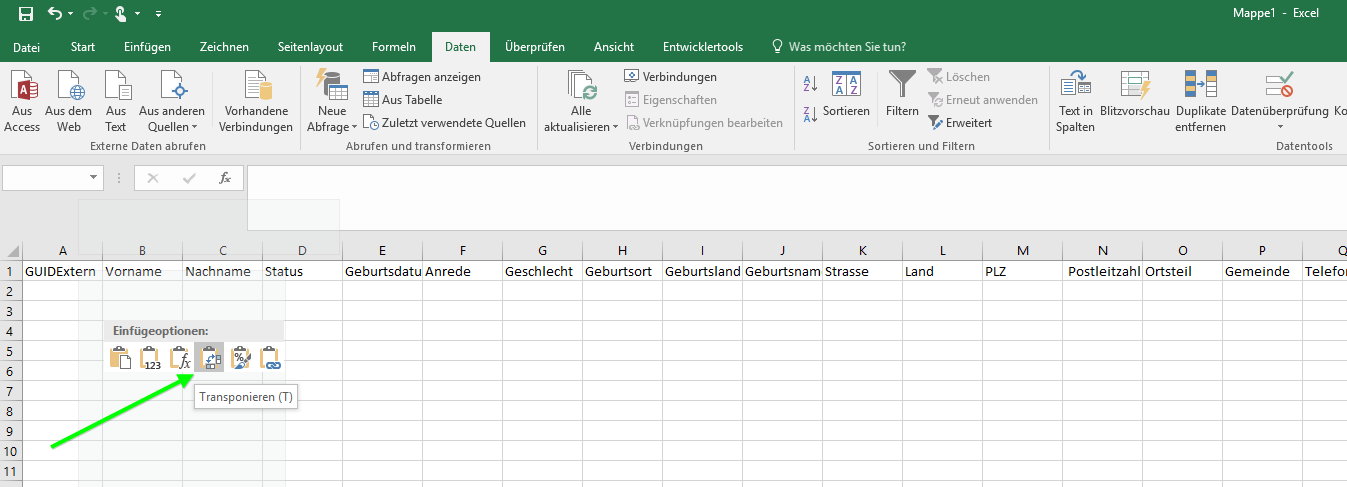 Mappe1 - Excel
Datei Start Einfügen Zeichnen Seitenlayout Formeln Daten Überprüfen Ansicht Entwicklertools Was möchten Sie tun?
Aus Access
Aus dem Web
Aus Text
Aus anderen Quellen
Vorhandene Verbindungen
Externe Daten abrufen
Neue Abfrage
Abfragen anzeigen
Aus Tabelle
Zuletzt verwendete Quellen
Abrufen und transformieren
Alle aktualisieren
Verbindungen
Eigenschaften
Verknüpfungen bearbeiten
Verbindungen
A Z
Z A
Z A A Z
Sortieren
Filtern
Löschen
Erneut anwenden
Erweitert
Sortieren und Filtern
Text in Spalten
Blitzvorschau
Duplikate entfernen
Datenüberprüfung
Ko
Datentools
fx
A B C D E F G H I J K L M N O P Q
1 GUIDExtern Vorname Nachname Status Geburtsdatu Anrede Geschlecht Geburtsort Geburtsland Geburtsnam Strasse Land PLZ Postleitzahl Ortsteil Gemeinde Telefo
2
3
4 Einfügeoptionen:
5 123 fx %
6
7 Transponieren (T)
8
9
10
11